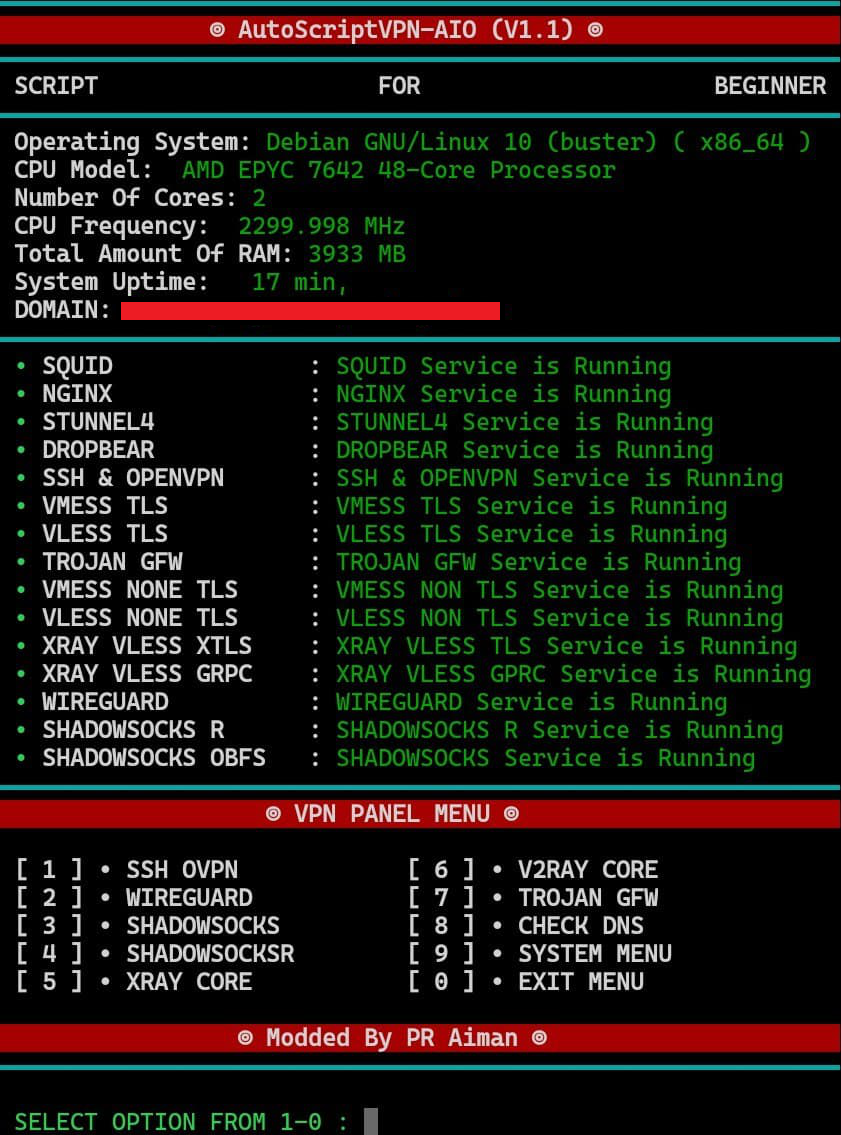 ⌾ AutoScriptVPN-AIO (V1.1) ⌾
SCRIPT FOR BEGINNER
Operating System: Debian GNU/Linux 10 (buster) ( x86_64 )
CPU Model: AMD EPYC 7642 48-Core Processor
Number Of Cores: 2
CPU Frequency: 2299.998 MHz
Total Amount Of RAM: 3933 MB
System Uptime: 17 min,
DOMAIN:
• SQUID : SQUID Service is Running
• NGINX : NGINX Service is Running
• STUNNEL4 : STUNNEL4 Service is Running
• DROPBEAR : DROPBEAR Service is Running
• SSH & OPENVPN : SSH & OPENVPN Service is Running
• VMESS TLS : VMESS TLS Service is Running
• VLESS TLS : VLESS TLS Service is Running
• TROJAN GFW : TROJAN GFW Service is Running
• VMESS NONE TLS : VMESS NON TLS Service is Running
• VLESS NONE TLS : VLESS NON TLS Service is Running
• XRAY VLESS XTLS : XRAY VLESS TLS Service is Running
• XRAY VLESS GRPC : XRAY VLESS GPRC Service is Running
• WIREGUARD : WIREGUARD Service is Running
• SHADOWSOCKS R : SHADOWSOCKS R Service is Running
• SHADOWSOCKS OBFS : SHADOWSOCKS Service is Running
⌾ VPN PANEL MENU ⌾
[ 1 ] • SSH OVPN [ 6 ] • V2RAY CORE
[ 2 ] • WIREGUARD [ 7 ] • TROJAN GFW
[ 3 ] • SHADOWSOCKS [ 8 ] • CHECK DNS
[ 4 ] • SHADOWSOCKSR [ 9 ] • SYSTEM MENU
[ 5 ] • XRAY CORE [ 0 ] • EXIT MENU
⌾ Modded By PR Aiman ⌾
SELECT OPTION FROM 1-0 :